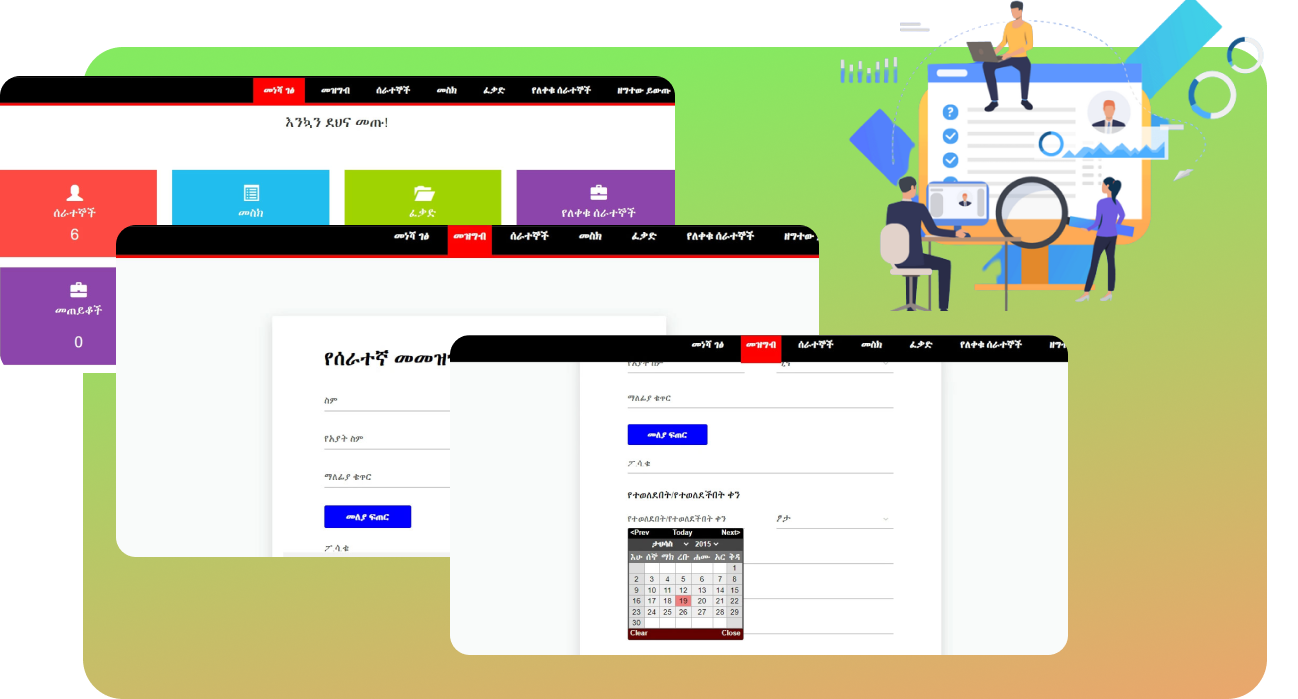 መነሻ ገፅ መዝግብ ሰራተኞች መስክ ፈቃድ የለቀቁ ሰራተኞች ዘግተው ይውጡ
እንኳን ደህና መጡ!
ሰራተኞች መስክ ፈቃድ የለቀቁ ሰራተኞች
6
መጠይቆች
0
መነሻ ገፅ መዝግብ ሰራተኞች መስክ ፈቃድ የለቀቁ ሰራተኞች ዘግተው
የሰራተኛ
ስም
የአያት ስም
ማለፊያ ቁጥር
መለያ ፍጠር
ፖ ሳ ቁ
መነሻ ገፅ መዝግብ ሰራተኞች መስክ ፈቃድ የለቀቁ ሰራተኞች
የአያት ስም
ማለፊያ ቁጥር
መለያ ፍጠር
ፖ ሳ ቁ
የተወለደበት/የተወለደችበት ቀን
የተወለደበት/የተወለደችበት ቀን ፆታ
<Prev Today Next>
ታህሳስ 2015
እሁ ሰኞ ማክ ረቡ ሐሙ አር ቅዳ
1
2 3 4 5 6 7 8
9 10 11 12 13 14 15
16 17 18 19 20 21 22
23 24 25 26 27 28 29
30
Clear Close